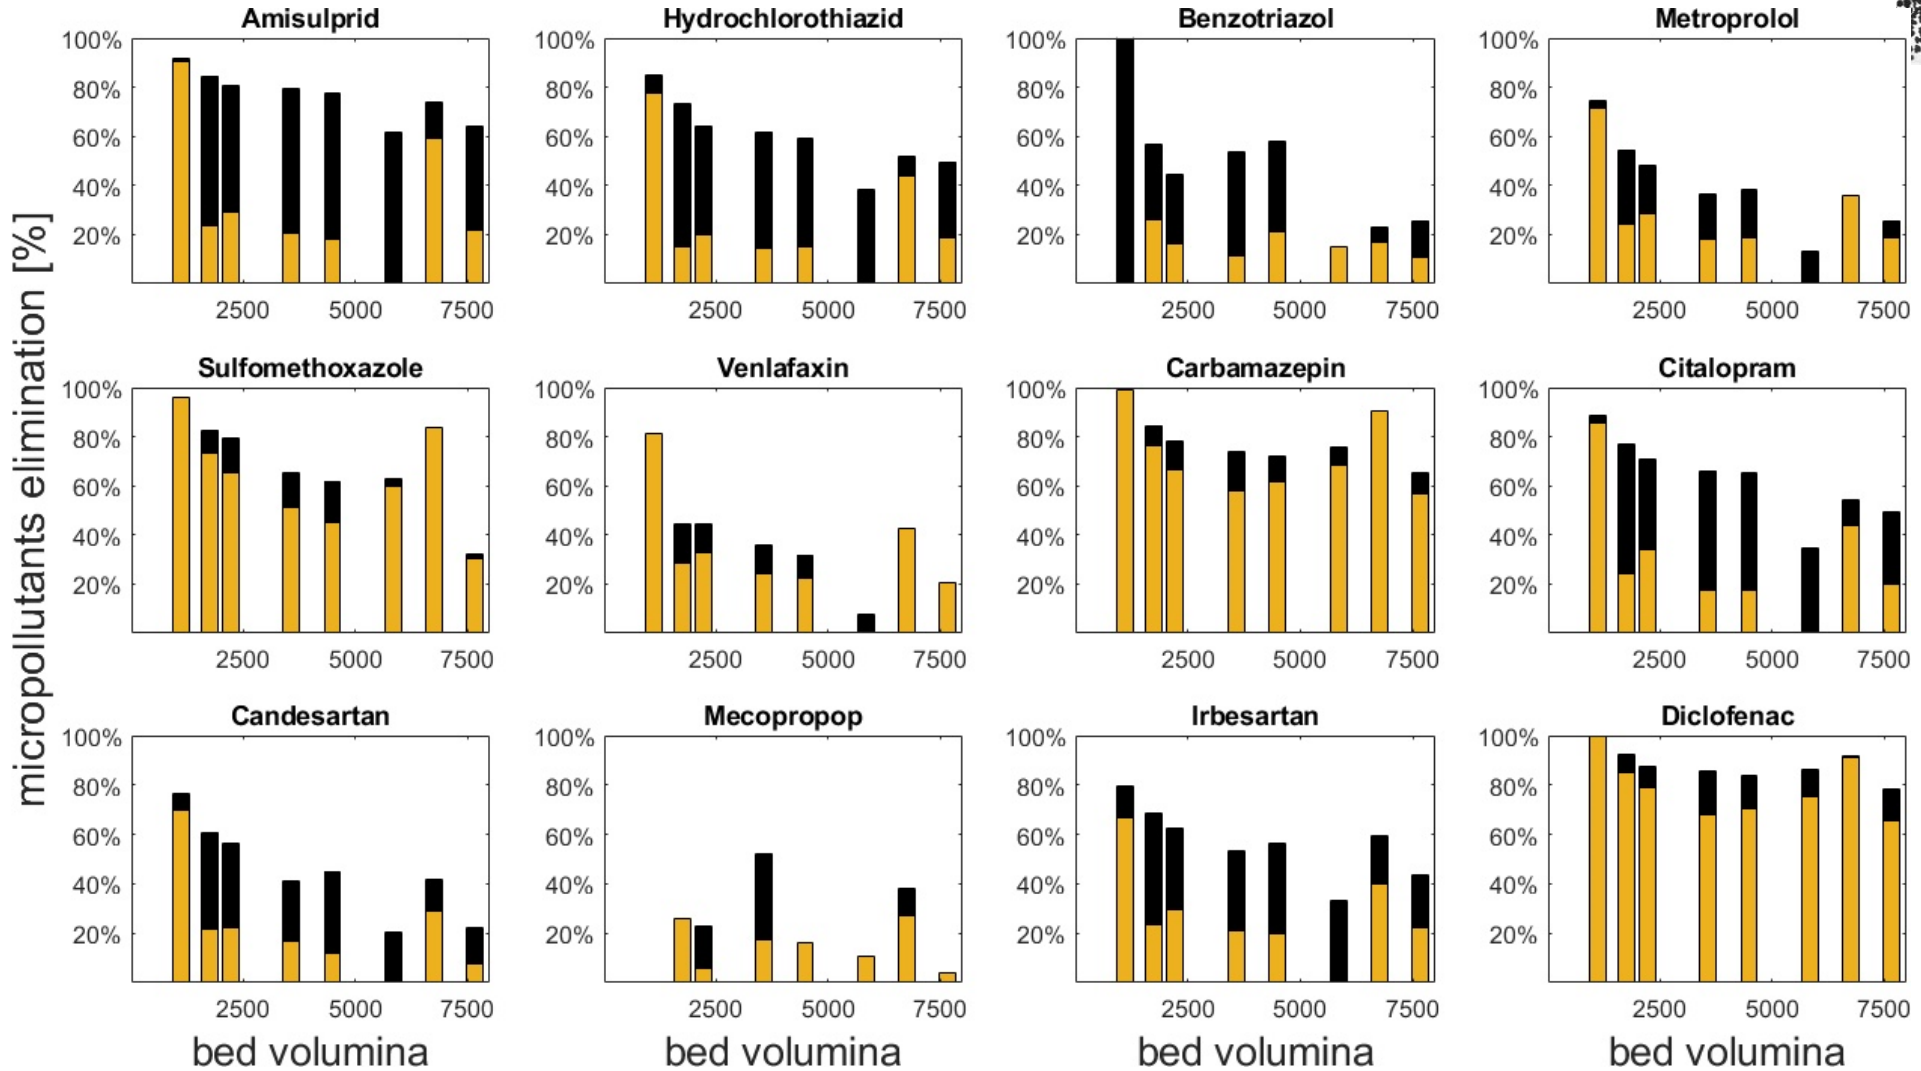 Amisulprid
Hydrochlorothiazid
Benzotriazol
Metroprolol
100%
80%
60%
40%
20%
2500 5000 7500
100%
80%
60%
40%
20%
2500 5000 7500
100%
80%
60%
40%
20%
2500 5000 7500
100%
80%
60%
40%
20%
2500 5000 7500
Sulfomethoxazole
Venlafaxin
Carbamazepin
Citalopram
100%
80%
60%
40%
20%
2500 5000 7500
100%
80%
60%
40%
20%
2500 5000 7500
100%
80%
60%
40%
20%
2500 5000 7500
100%
80%
60%
40%
20%
2500 5000 7500
Candesartan
Mecopropop
Irbesartan
Diclofenac
100%
80%
60%
40%
20%
2500 5000 7500
100%
80%
60%
40%
20%
2500 5000 7500
100%
80%
60%
40%
20%
2500 5000 7500
100%
80%
60%
40%
20%
2500 5000 7500
bed volumina
bed volumina
bed volumina
bed volumina
micropollutants elimination [%]